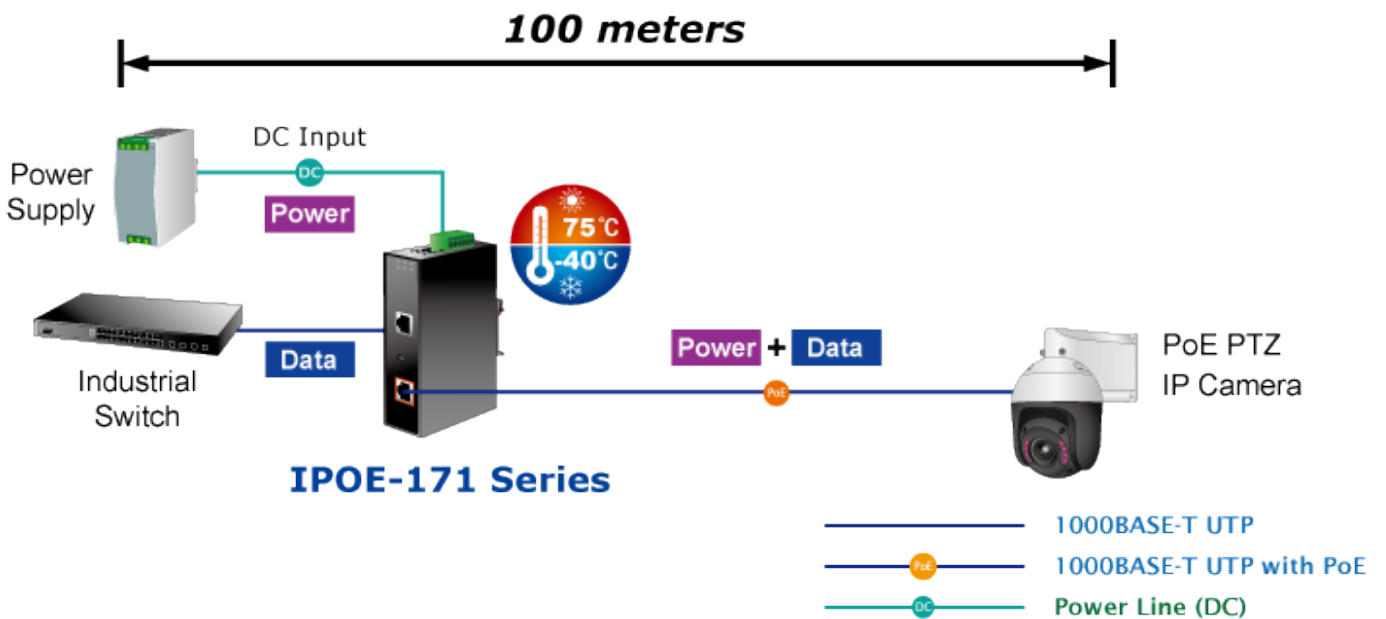 100 meters
DC Input
DC
Power
Supply
Power
75°C
-40°C
Data
Industrial
Switch
Power + Data
PoE
PoE PTZ
IP Camera
IPOE-171 Series
1000BASE-T UTP
PoE
1000BASE-T UTP with PoE
DC
Power Line (DC)